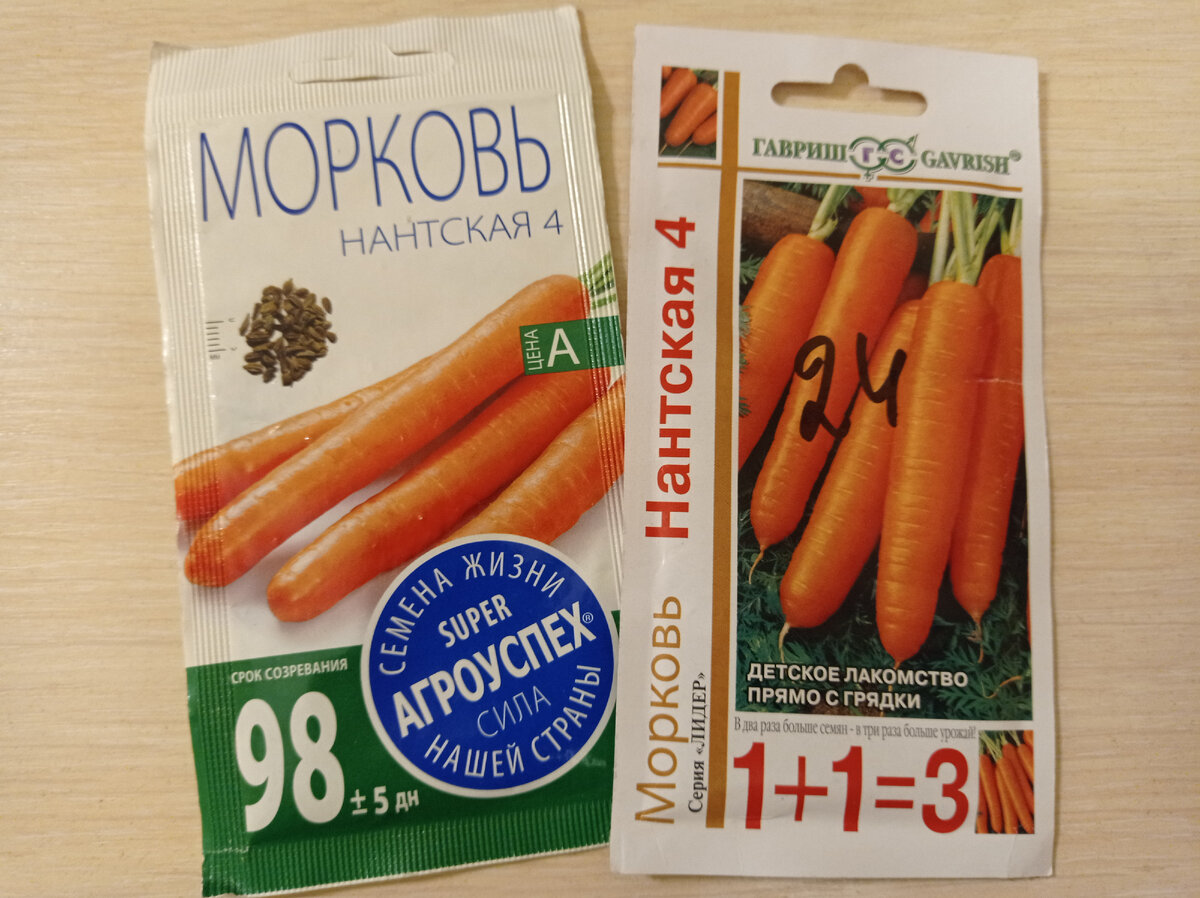 МОРКОВЬ
НАНТСКАЯ 4
ЦЕНА
А
СЕМЕНА ЖИЗНИ
SUPER
АГРОУСПЕХ®
СИЛА
НАШЕЙ СТРАНЫ
СРОК СОЗРЕВАНИЯ
98
± 5 ДН
ГАВРИШ ГС GAVRISH
Морковь Нантская 4
Серия «ЛИДЕР»
24
ДЕТСКОЕ ЛАКОМСТВО
ПРЯМО С ГРЯДКИ
В два раза больше семян - в три раза больше урожай!
1+1=3